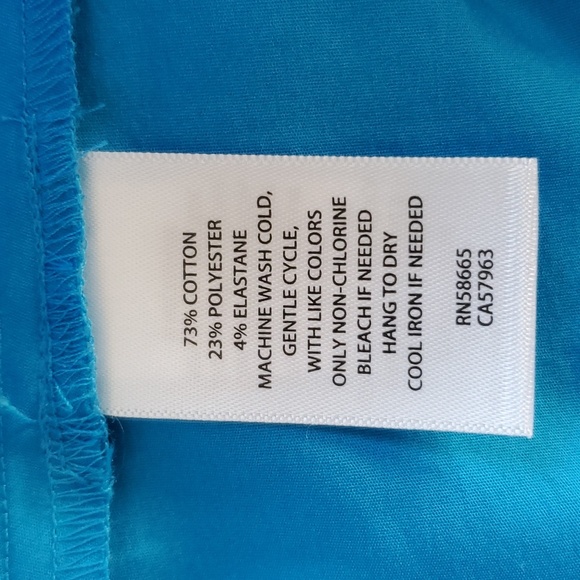 73% COTTON
23% POLYESTER
4% ELASTANE
MACHINE WASH COLD,
GENTLE CYCLE,
WITH LIKE COLORS
ONLY NON-CHLORINE
BLEACH IF NEEDED
HANG TO DRY
COOL IRON IF NEEDED
RN58665
CA57963